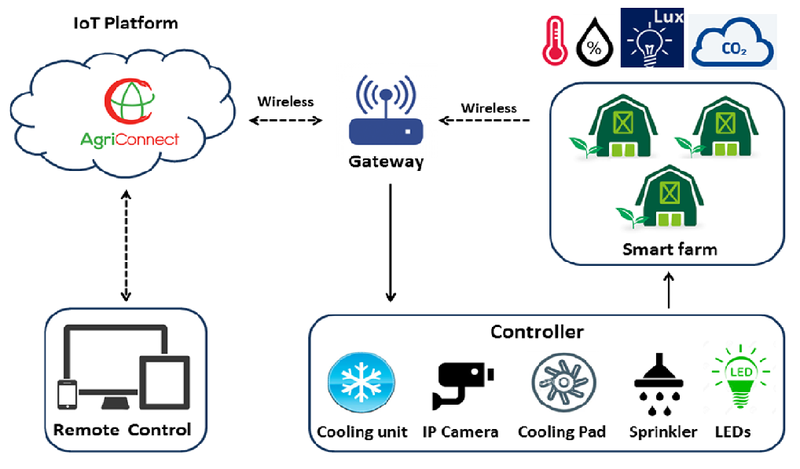 IoT Platform
Lux
%
CO₂
AgriConnect
Wireless
Wireless
Gateway
Smart farm
Controller
LED
Remote Control
Cooling unit
IP Camera
Cooling Pad
Sprinkler
LEDs